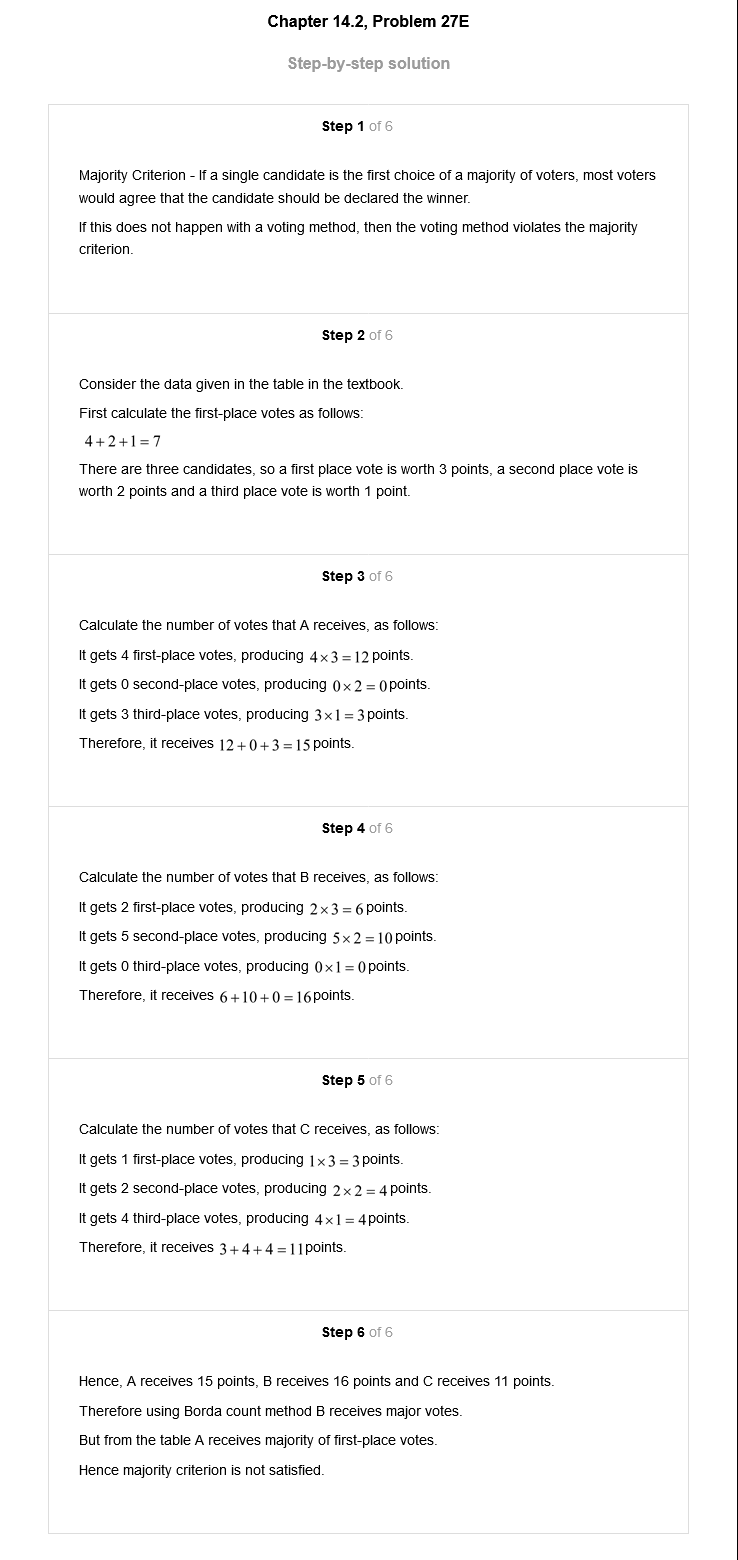 Chapter 14.2, Problem 27E
Step-by-step solution
Step 1 of 6
Majority Criterion - If a single candidate is the first choice of a majority of voters, most voters
would agree that the candidate should be declared the winner.
If this does not happen with a voting method, then the voting method violates the majority
criterion.
Step 2 of 6
Consider the data given in the table in the textbook.
First calculate the first-place votes as follows:
4+2+1=7
There are three candidates, so a first place vote is worth 3 points, a second place vote is
worth 2 points and a third place vote is worth 1 point.
Step 3 of 6
Calculate the number of votes that A receives, as follows:
It gets 4 first-place votes, producing 4×3=12 points.
It gets 0 second-place votes, producing 0×2=0 points.
It gets 3 third-place votes, producing 3×1=3 points.
Therefore, it receives 12+0+3=15 points.
Step 4 of 6
Calculate the number of votes that B receives, as follows:
It gets 2 first-place votes, producing 2×3=6 points.
It gets 5 second-place votes, producing 5×2=10 points.
It gets 0 third-place votes, producing 0×1=0 points.
Therefore, it receives 6+10+0=16 points.
Step 5 of 6
Calculate the number of votes that C receives, as follows:
It gets 1 first-place votes, producing 1×3=3 points.
It gets 2 second-place votes, producing 2×2=4 points.
It gets 4 third-place votes, producing 4×1=4 points.
Therefore, it receives 3+4+4=11 points.
Step 6 of 6
Hence, A receives 15 points, B receives 16 points and C receives 11 points.
Therefore using Borda count method B receives major votes.
But from the table A receives majority of first-place votes.
Hence majority criterion is not satisfied.